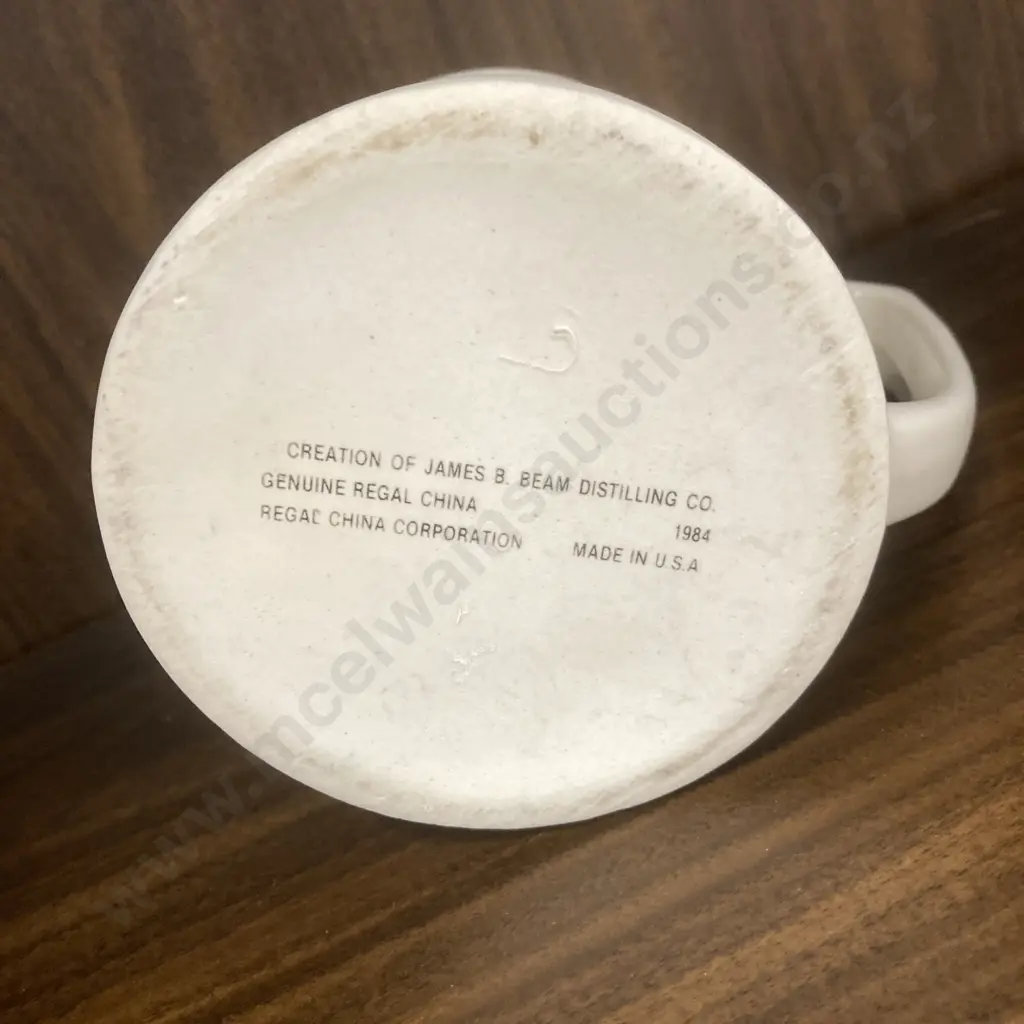 CREATION OF JAMES B. BEAM DISTILLING CO.
GENUINE REGAL CHINA 1984
REGAL CHINA CORPORATION MADE IN U.S.A
www.mcelwainsauctions.co.nz